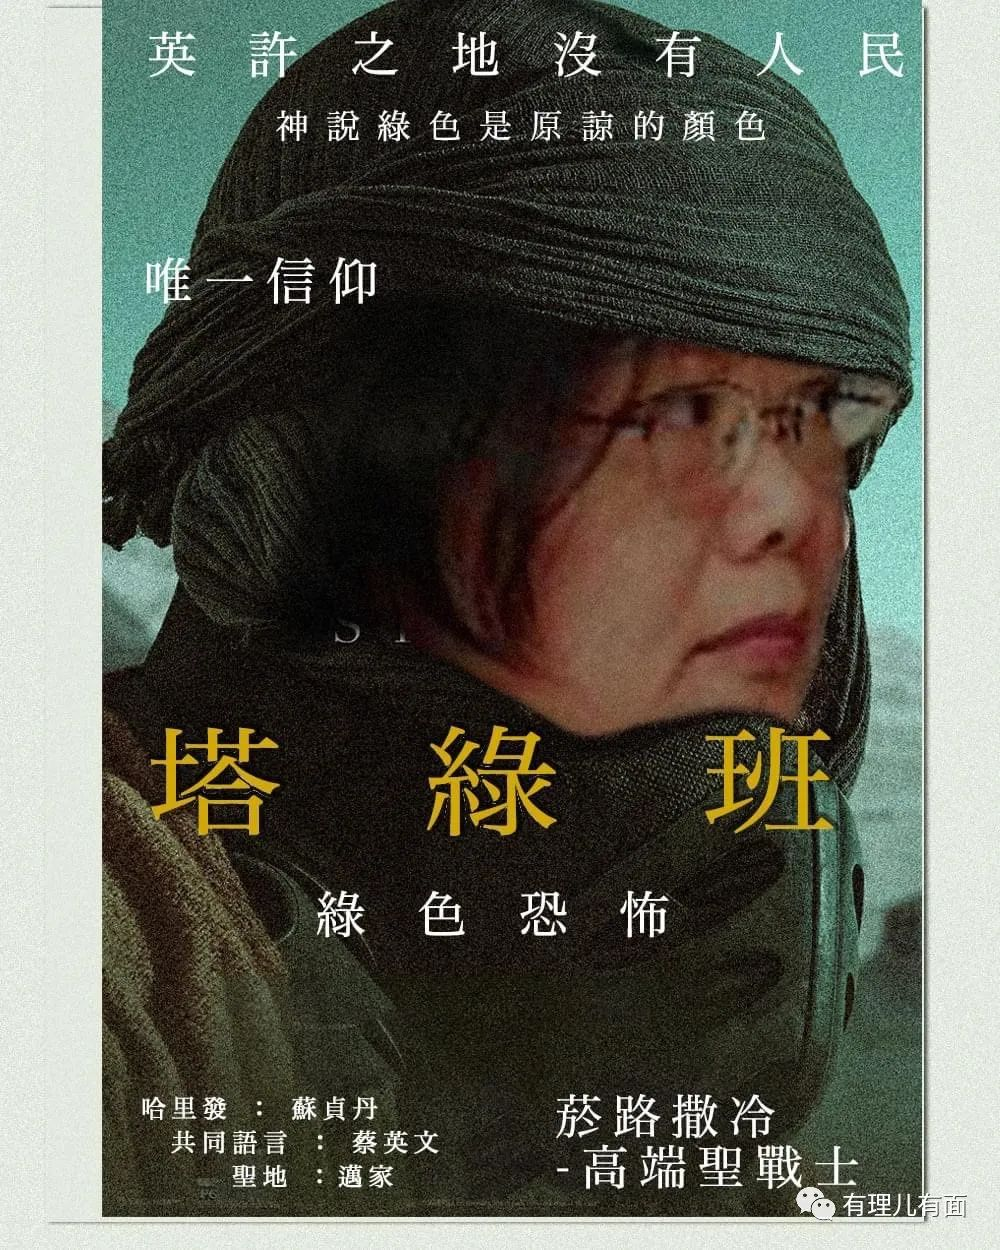 英許之地沒有人民
神說綠色是原諒的顏色
唯一信仰
塔綠班
綠色恐怖
哈里發 ： 蘇貞丹
共同語言 ： 蔡英文
聖地 ：邁家
菸路撒冷
-高端聖戰士
有理儿有面